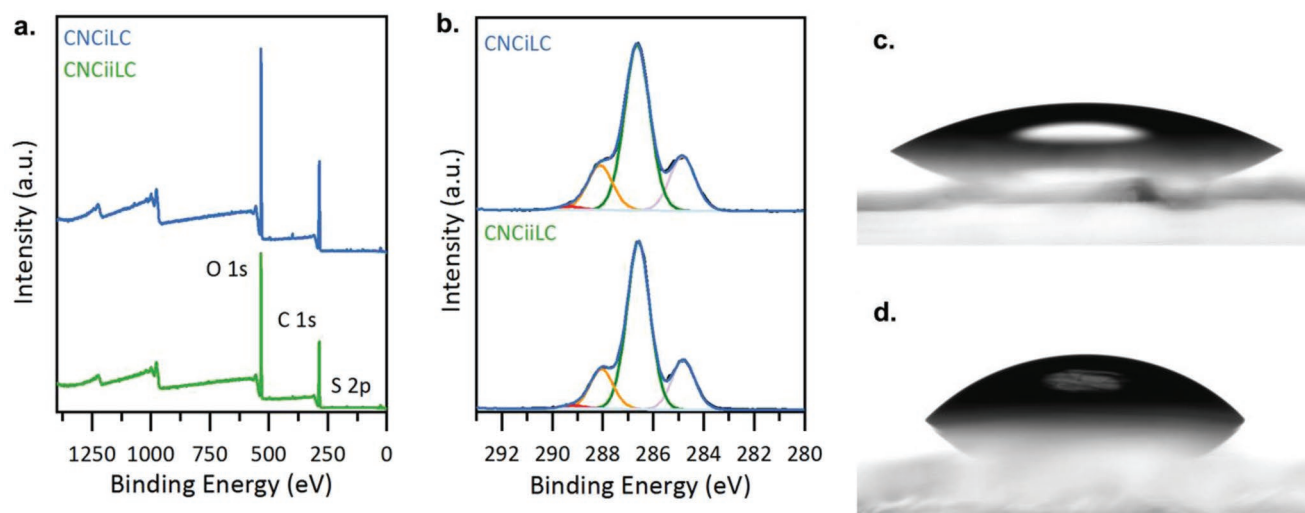 a.
CNCiLC
CNCiiLC
O 1s
C 1s
S 2p
Intensity (a.u.)
1250 1000 750 500 250 0
Binding Energy (eV)
b.
CNCiLC
CNCiiLC
Intensity (a.u.)
292 290 288 286 284 282 280
Binding Energy (eV)
c.
d.